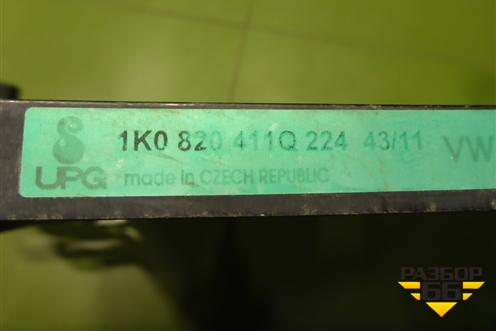 1K0 820 411Q 224 43/11 VW
UPG made in CZECH REPUBLIC
РАЗБОР
66